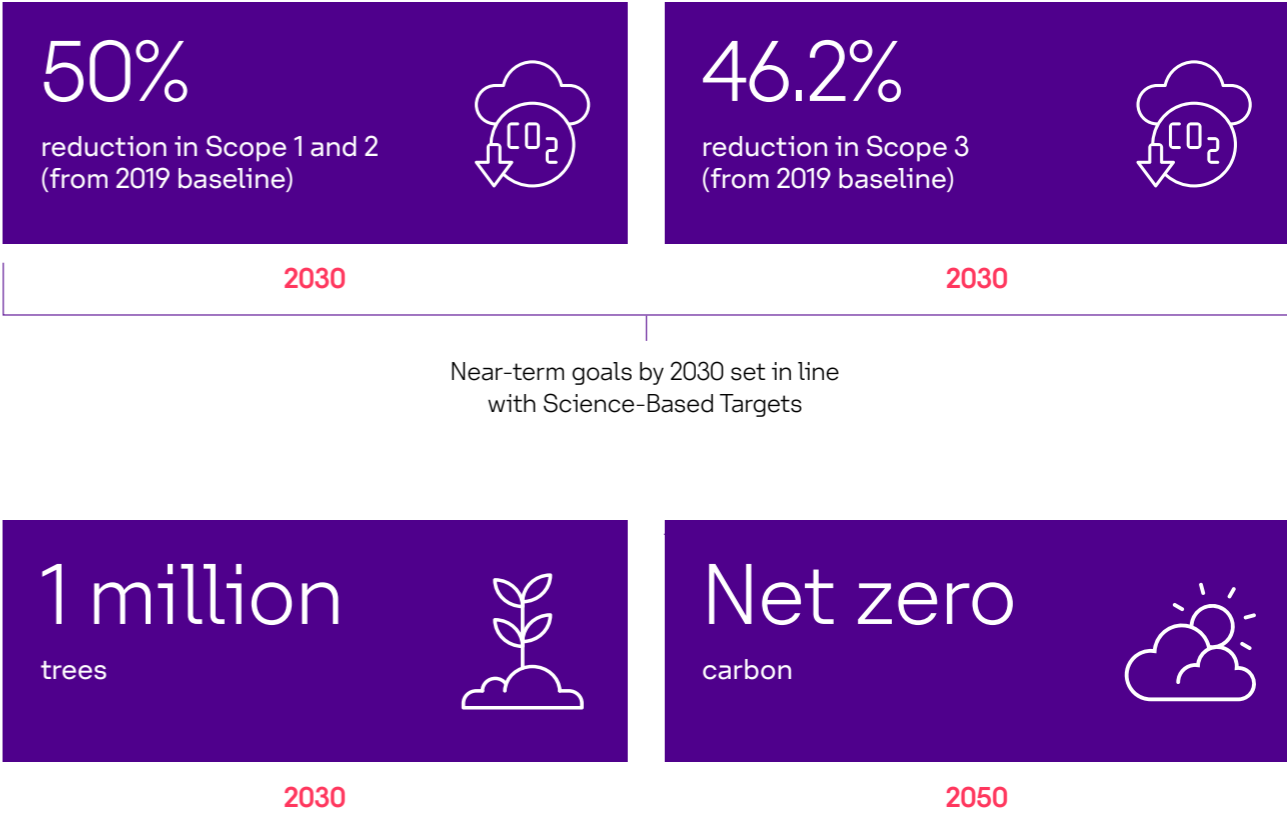 50%
reduction in Scope 1 and 2
(from 2019 baseline)
CO2
2030
46.2%
reduction in Scope 3
(from 2019 baseline)
CO2
2030
Near-term goals by 2030 set in line
with Science-Based Targets
1 million
trees
2030
Net zero
carbon
2050